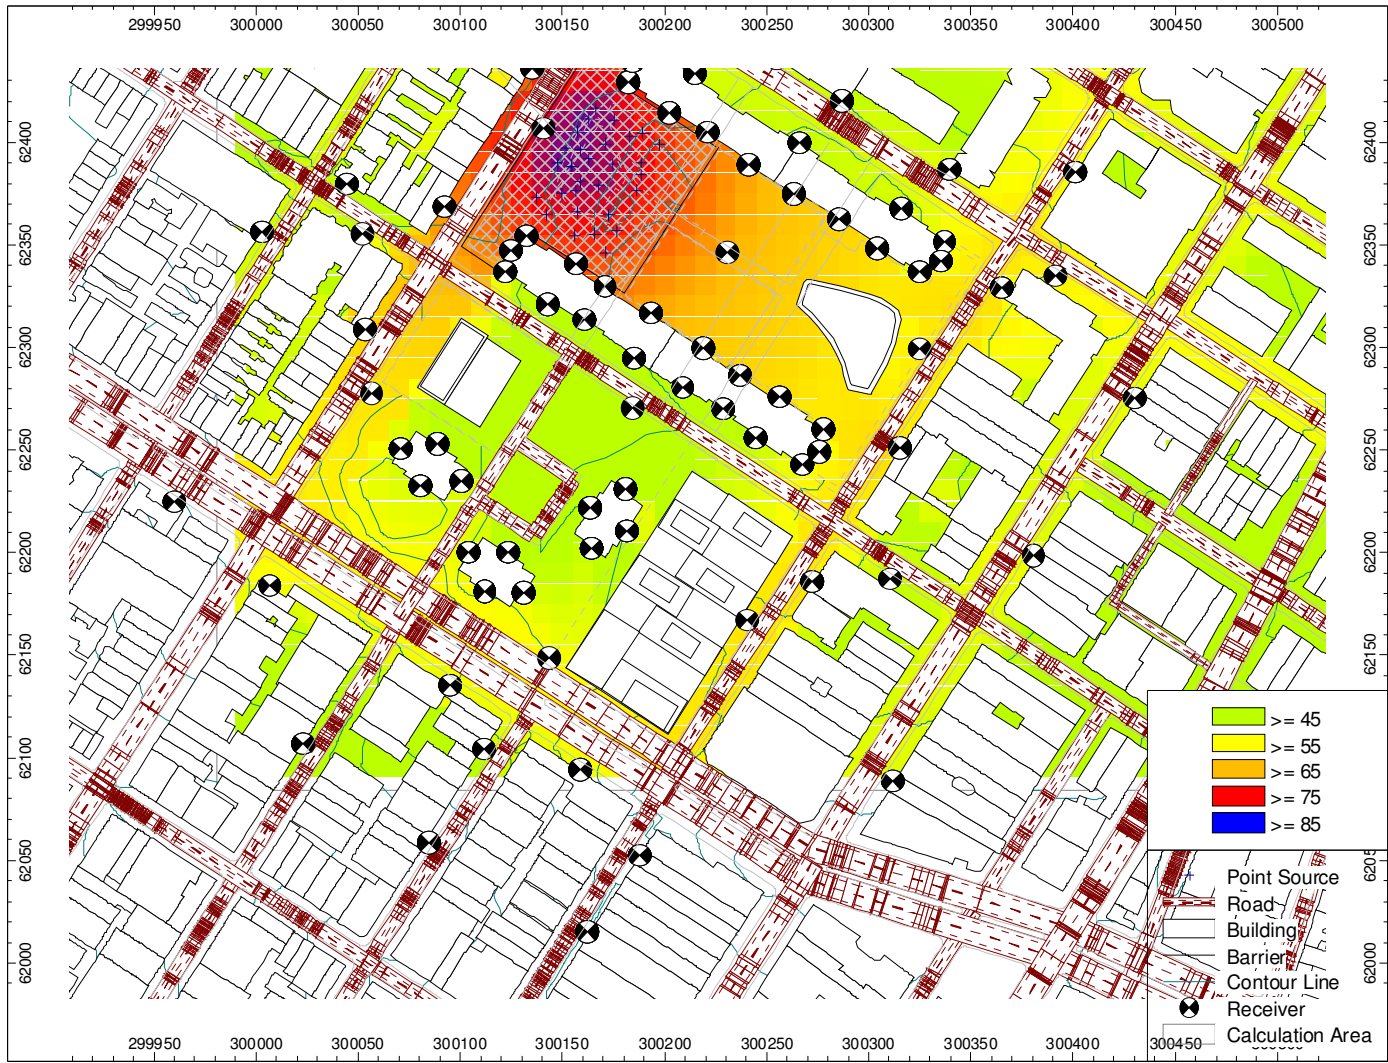 299950 300000 300050 300100 300150 300200 300250 300300 300350 300400 300450 300500
62400 62400
62350 62350
62300 62300
62250 62250
62200 62200
62150 62150
62100
62050
62000 62000
>= 45
>= 55
>= 65
>= 75
>= 85
Point Source
Road
Building
Barrier
Contour Line
Receiver
Calculation Area
299950 300000 300050 300100 300150 300200 300250 300300 300350 300400 300450